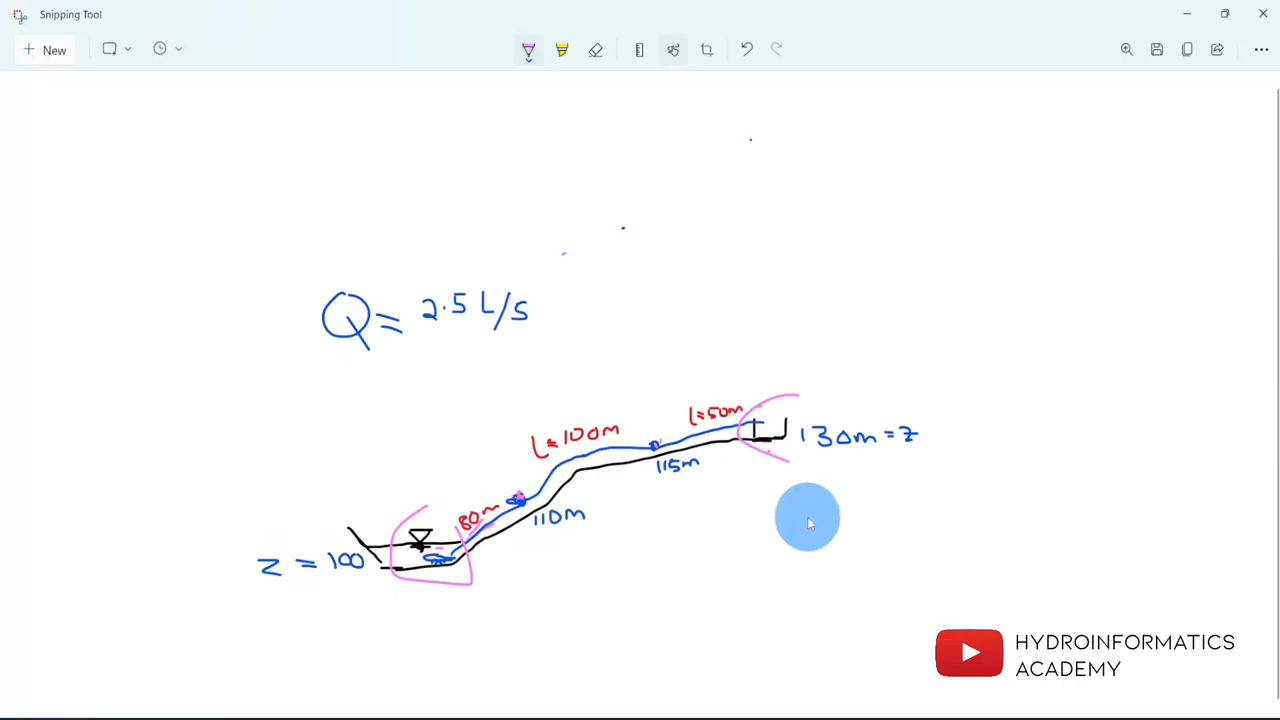 Snipping Tool
New
Q = 2.5 L/S
L=50m
L=100m
130m=z
115m
80m
110m
z = 100
HYDROINFORMATICS
ACADEMY